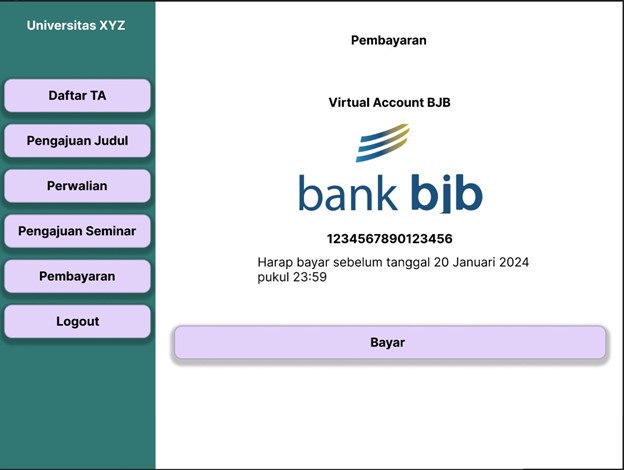 Universitas XYZ
Daftar TA
Pengajuan Judul
Perwalian
Pengajuan Seminar
Pembayaran
Logout
Pembayaran
Virtual Account BJB
bank bjb
1234567890123456
Harap bayar sebelum tanggal 20 Januari 2024
pukul 23:59
Bayar